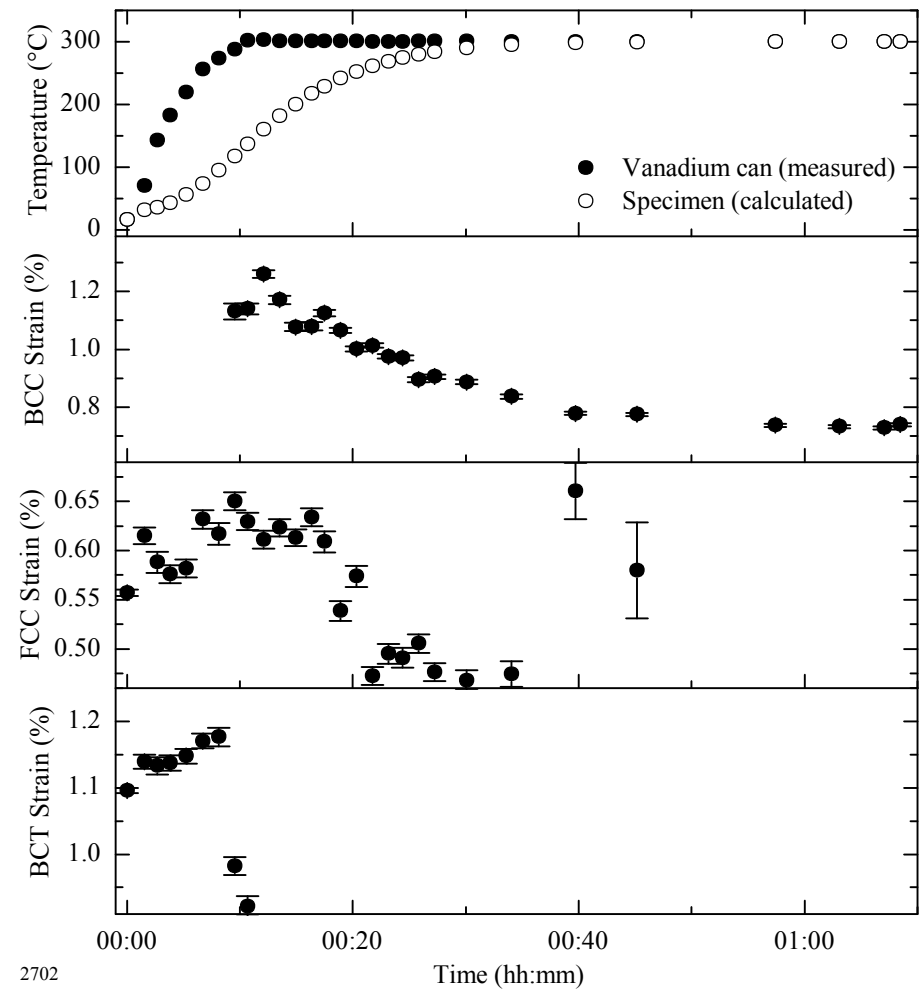 Temperature (°C)
300
200
100
0
Vanadium can (measured)
Specimen (calculated)
BCC Strain (%)
1.2
1.0
0.8
FCC Strain (%)
0.65
0.60
0.55
0.50
BCT Strain (%)
1.2
1.1
1.0
00:00 00:20 00:40 01:00
Time (hh:mm)
2702